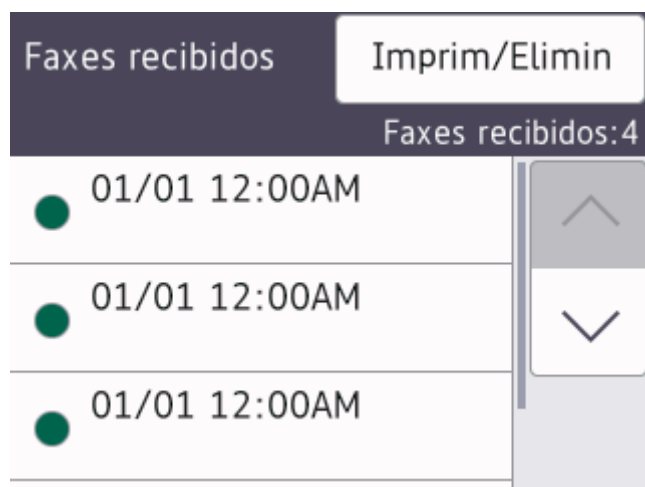 Faxes recibidos
Imprim/Elimin
Faxes recibidos:4
01/01 12:00AM
01/01 12:00AM
01/01 12:00AM